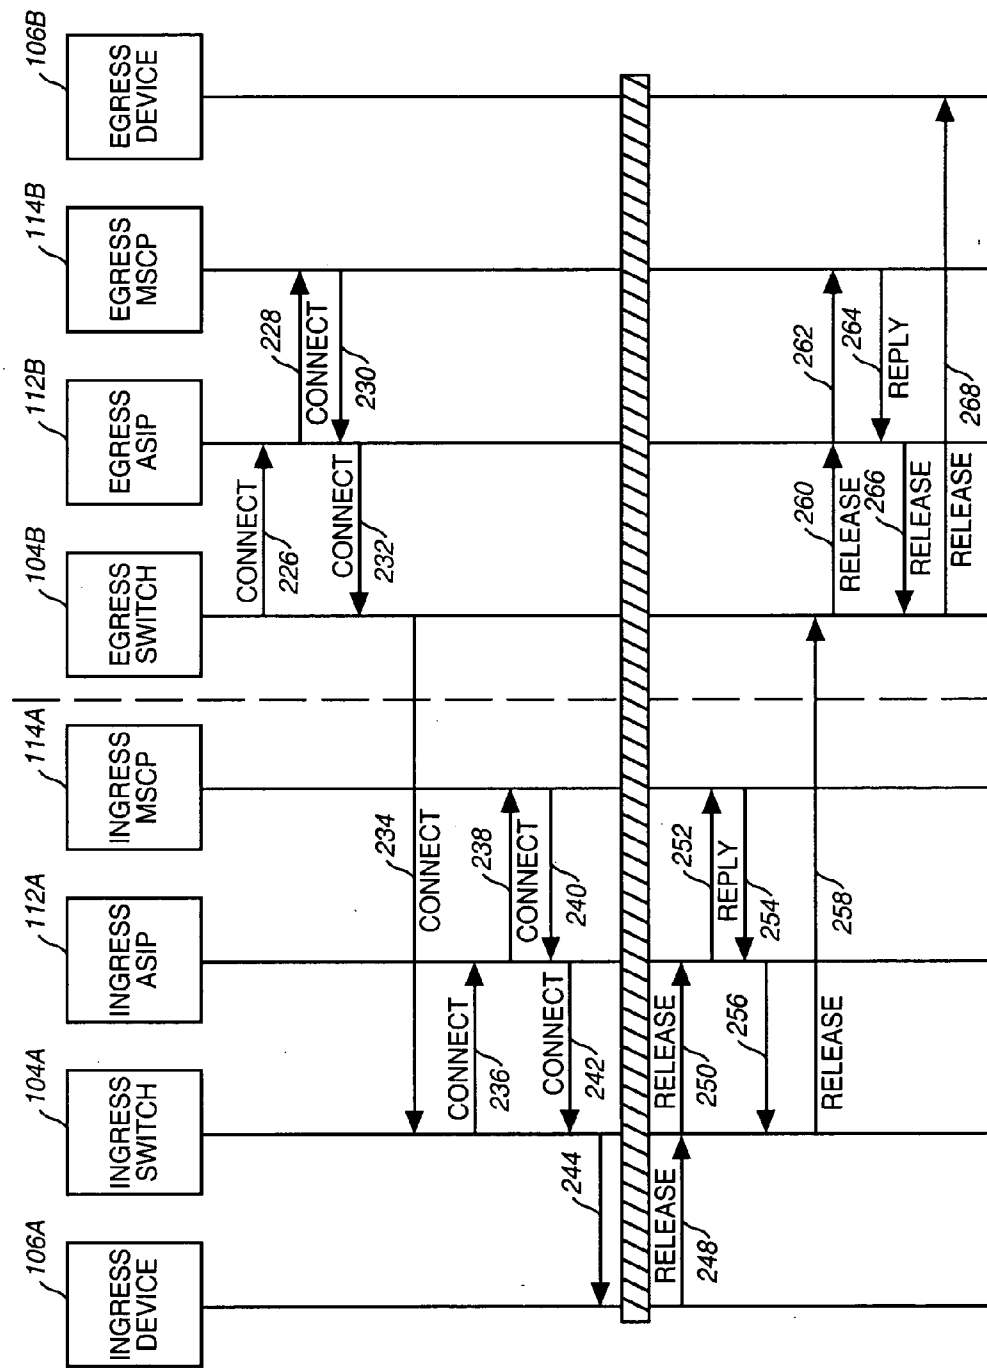 106A
INGRESS
DEVICE
104A
INGRESS
SWITCH
112A
INGRESS
ASIP
114A
INGRESS
MSCP
104B
EGRESS
SWITCH
112B
EGRESS
ASIP
114B
EGRESS
MSCP
106B
EGRESS
DEVICE
CONNECT
226
228
CONNECT
230
CONNECT
232
234
CONNECT
CONNECT
236
238
CONNECT
240
CONNECT
242
244
RELEASE
248
RELEASE
250
252
REPLY
254
256
RELEASE
258
260
RELEASE
262
264
REPLY
266
RELEASE
RELEASE
268